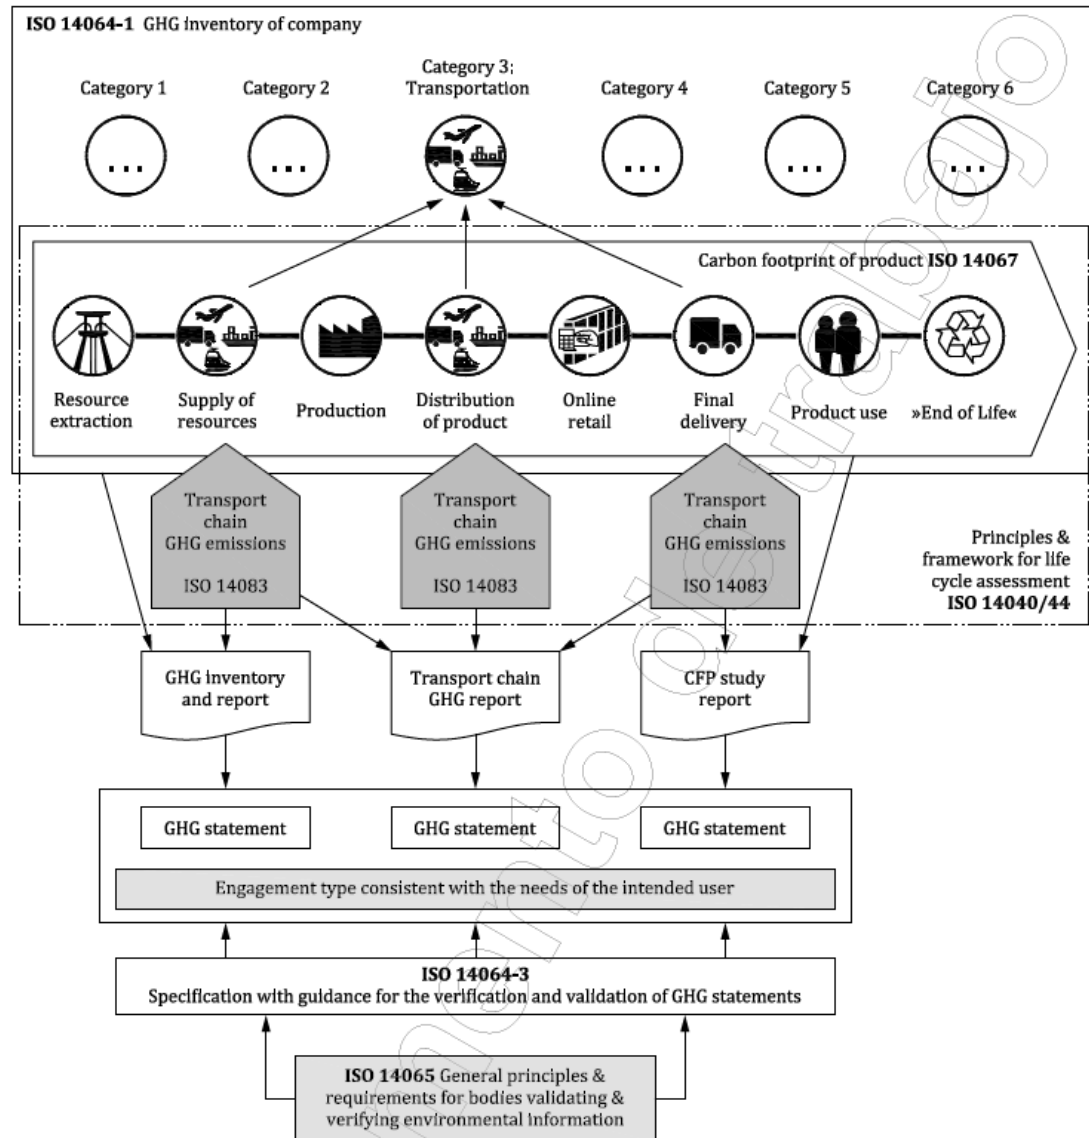 ISO 14064-1 GHG inventory of company
Category 1
Category 2
Category 3:
Transportation
Category 4
Category 5
Category 6
...
...
...
...
...
Carbon footprint of product ISO 14067
Resource
extraction
Supply of
resources
Production
Distribution
of product
Online
retail
Final
delivery
Product use
»End of Life«
Transport
chain
GHG emissions
ISO 14083
Transport
chain
GHG emissions
ISO 14083
Transport
chain
GHG emissions
ISO 14083
Principles &
framework for life
cycle assessment
ISO 14040/44
GHG inventory
and report
Transport chain
GHG report
CFP study
report
GHG statement
GHG statement
GHG statement
Engagement type consistent with the needs of the intended user
ISO 14064-3
Specification with guidance for the verification and validation of GHG statements
ISO 14065 General principles &
requirements for bodies validating &
verifying environmental information
mento de trabajo